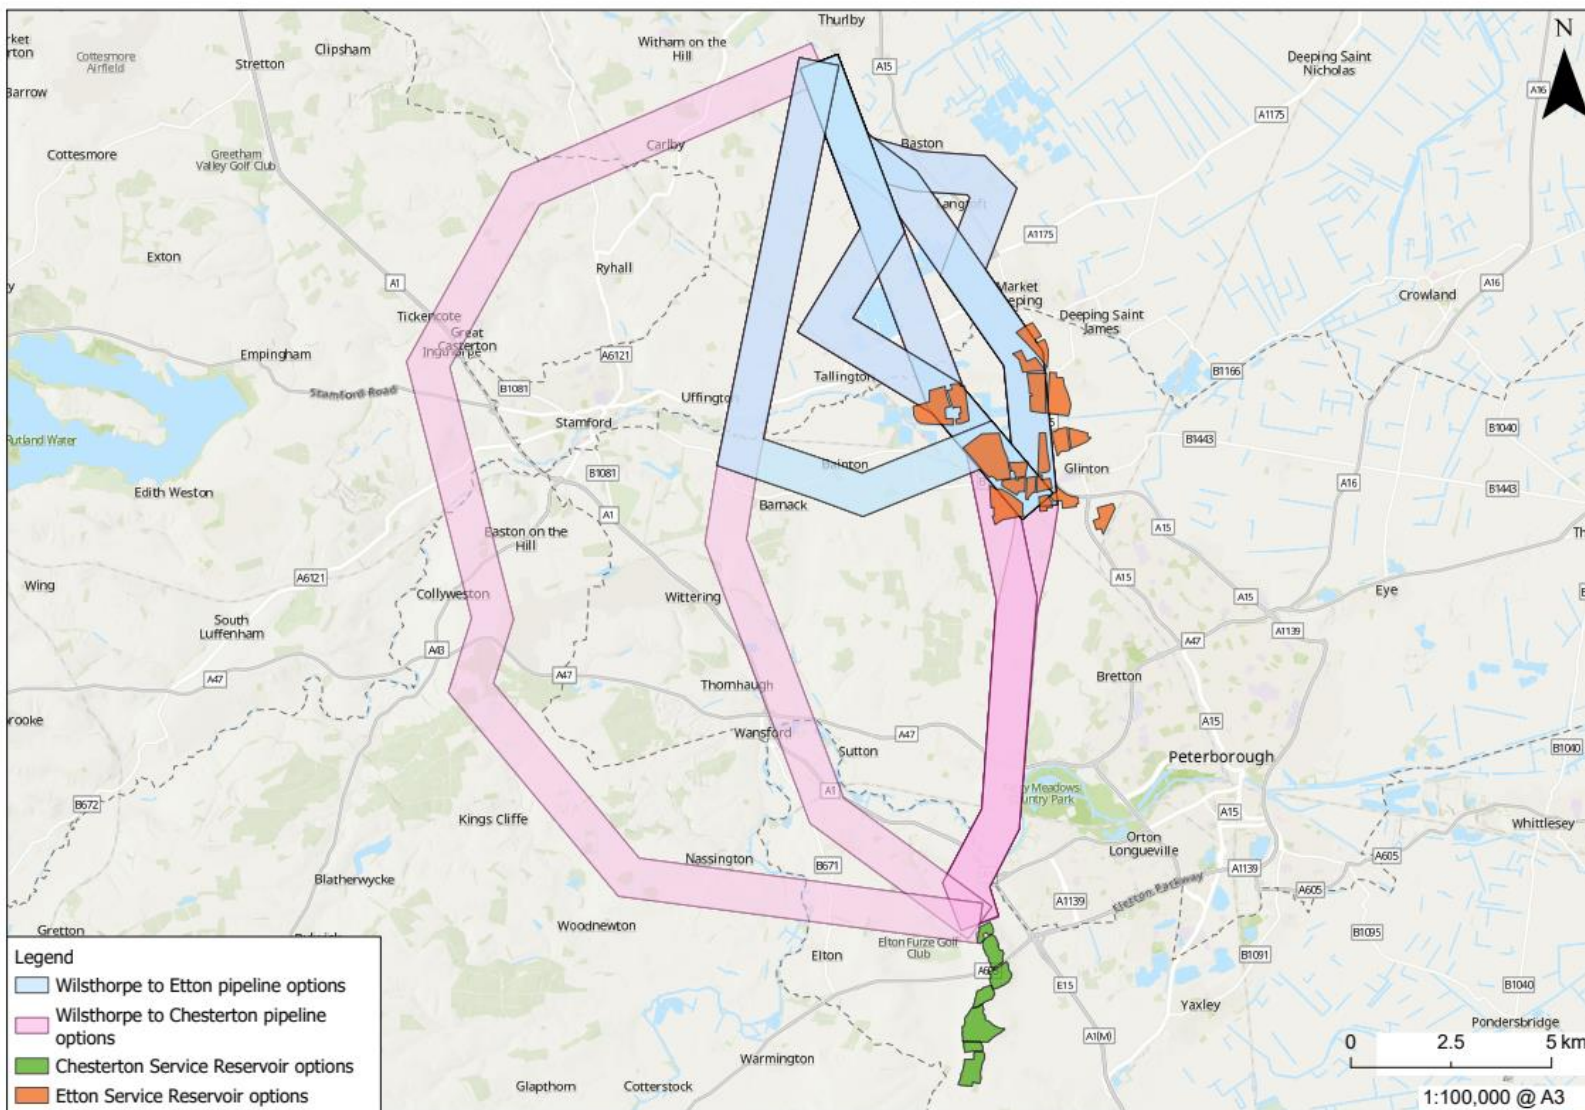 Thurlby
Clipsham
Witham on the
Hill
N
Cottesmore
Airfield
Stretton
A15
Deeping Saint
Nicholas
Barrow
A16
A1175
Carlby
Baston
Cottesmore
Greetham
Valley Golf Club
A1175
Exton
Ryhall
A1
A16
Market
Crowland
Tickencote
Deeping Saint
James
Great
Casterton
Empingham
A6121
B1166
Tallington
B1081
Stamford Road
Uffington
Stamford
B1040
Rutland Water
B1443
Bainton
Glinton
B1081
A16
B1443
Edith Weston
Barnack
A1
A15
Easton on the
Hill
A6121
A15
Wing
Collyweston
Wittering
A15
Eye
South
Luffenham
A1139
A43
A47
A47
A47
Bretton
Thornhaugh
A15
Wansford
A47
Sutton
B1040
Peterborough
A1
B672
A15
Kings Cliffe
Orton
Longueville
Whittlesey
Nassington
B671
A605
A1139
Blatherwycke
A605
A1139
Fletton Parkway
Woodnewton
Gretton
B1095
Elton Furze Golf
Club
Elton
B1091
E15
B1040
Yaxley
Pondersbridge
A1(M)
Warmington
Glapthorn
Cotterstock
Legend
Wilsthorpe to Etton pipeline options
Wilsthorpe to Chesterton pipeline
options
Chesterton Service Reservoir options
Etton Service Reservoir options
0 2.5 5 km
1:100,000 @ A3